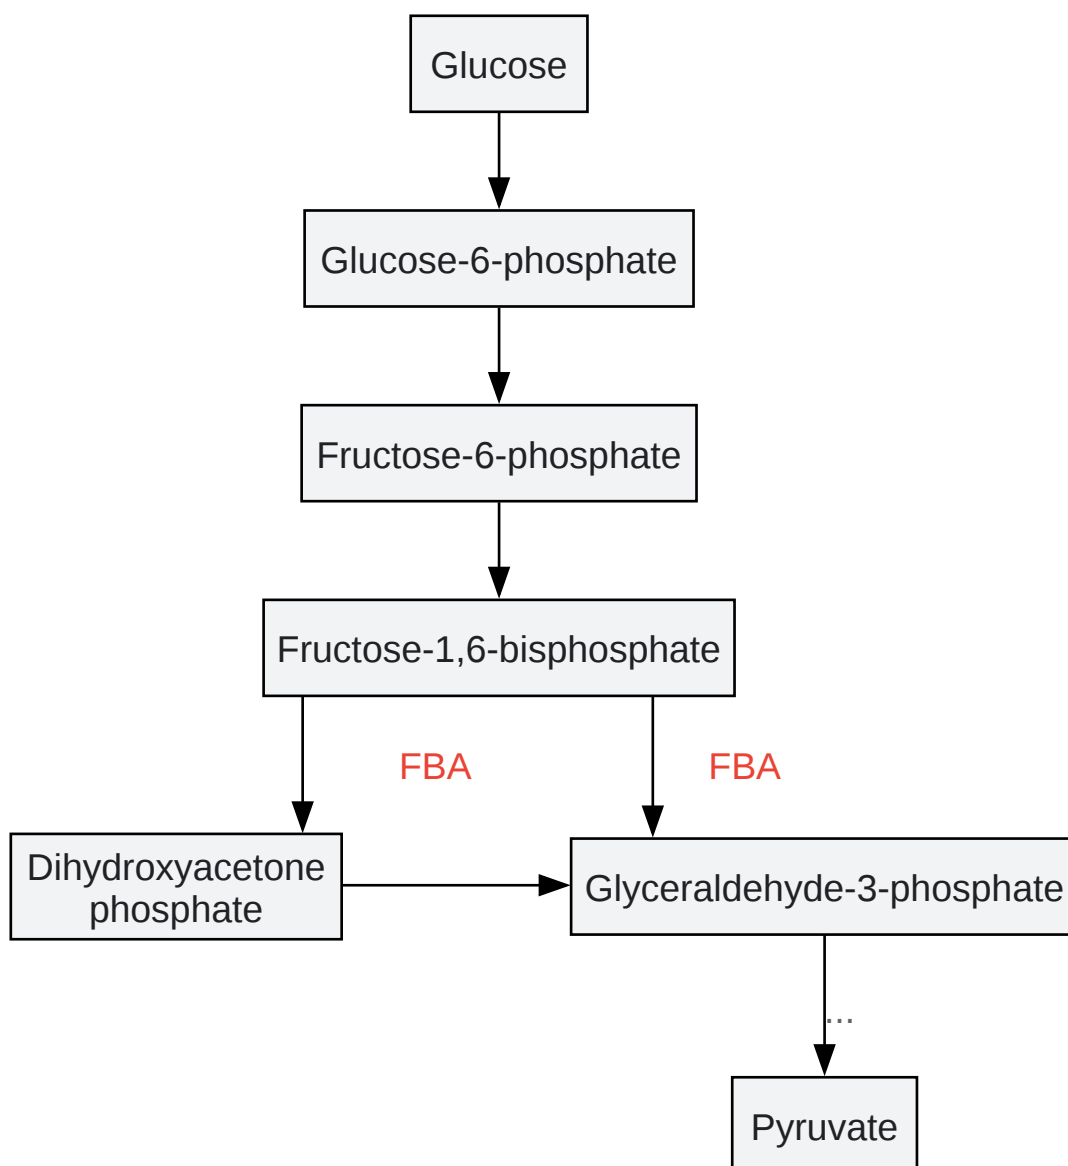 Glucose
Glucose-6-phosphate
Fructose-6-phosphate
Fructose-1,6-bisphosphate
FBA
FBA
Dihydroxyacetone
phosphate
Glyceraldehyde-3-phosphate
...
Pyruvate